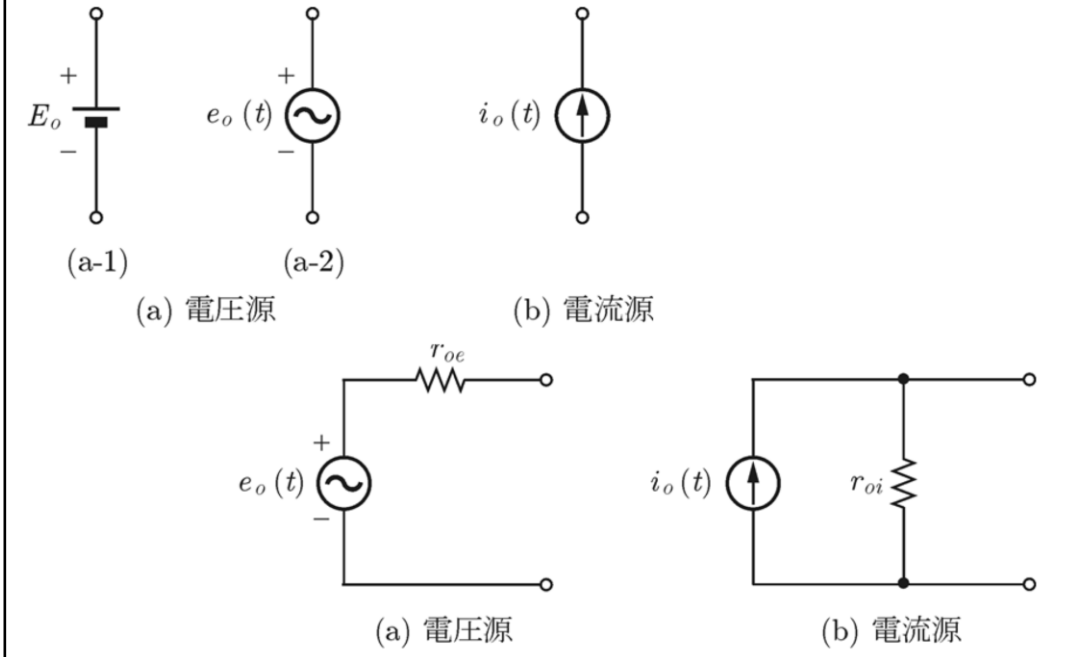 +
E_o
−
+
e_o (t)
−
i_o (t)
(a-1)
(a-2)
(a) 電圧源
(b) 電流源
r_oe
+
e_o (t)
−
i_o (t)
r_oi
(a) 電圧源
(b) 電流源